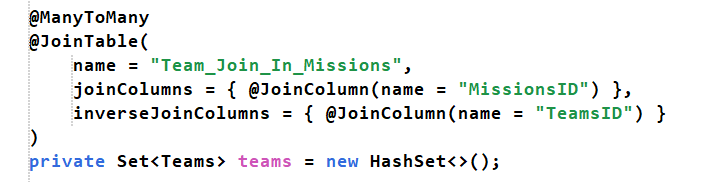 @ManyToMany
@JoinTable(
    name = "Team_Join_In_Missions",
    joinColumns = { @JoinColumn(name = "MissionsID") },
    inverseJoinColumns = { @JoinColumn(name = "TeamsID") }
)
private Set<Teams> teams = new HashSet<>();